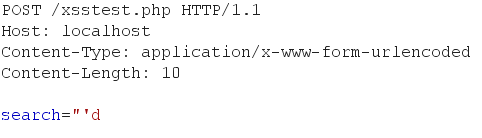 POST /xsstest.php HTTP/1.1
Host: localhost
Content-Type: application/x-www-form-urlencoded
Content-Length: 10

search="'d